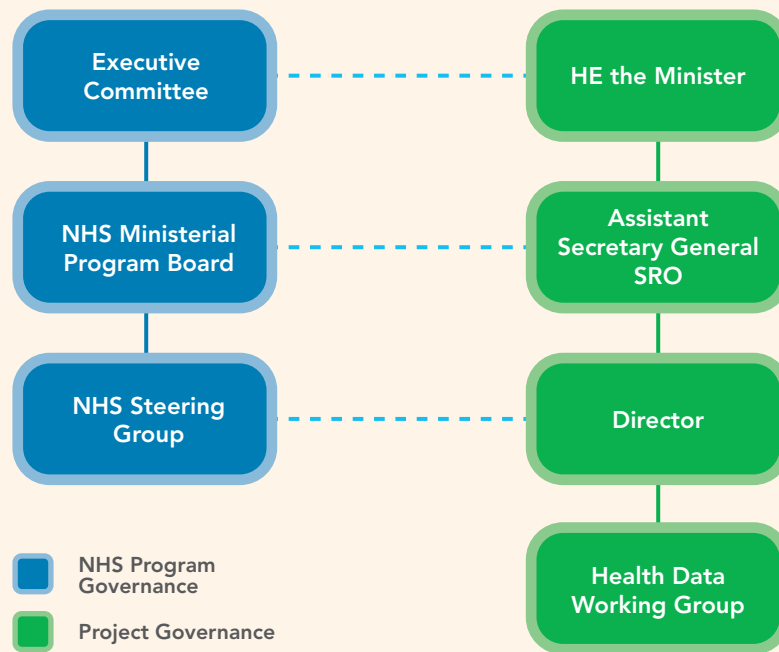 Executive
Committee
HE the Minister
NHS Ministerial
Program Board
Assistant
Secretary General
SRO
NHS Steering
Group
Director
Health Data
Working Group
NHS Program
Governance
Project Governance